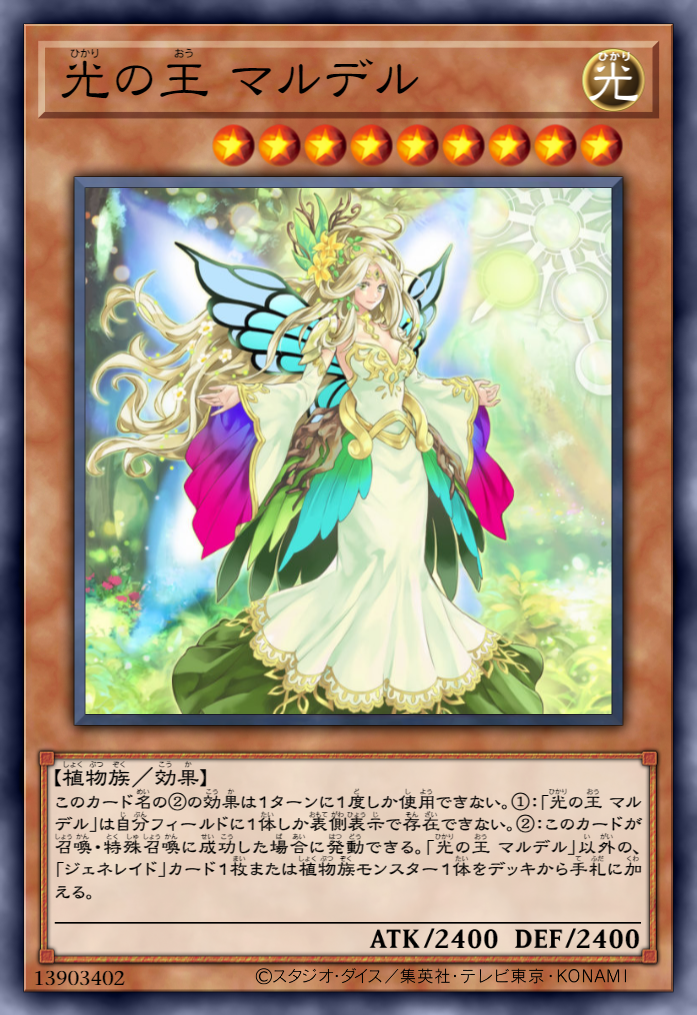 光の王 マルデル
光
【植物族／効果】
このカード名の②の効果は1ターンに1度しか使用できない。①：「光の王 マル
デル」は自分フィールドに1体しか表側表示で存在できない。②：このカードが
召喚・特殊召喚に成功した場合に発動できる。「光の王 マルデル」以外の、
「ジェネレイド」カード1枚または植物族モンスター1体をデッキから手札に加
える。
ATK/2400 DEF/2400
13903402 ©スタジオ・ダイス／集英社・テレビ東京・KONAMI